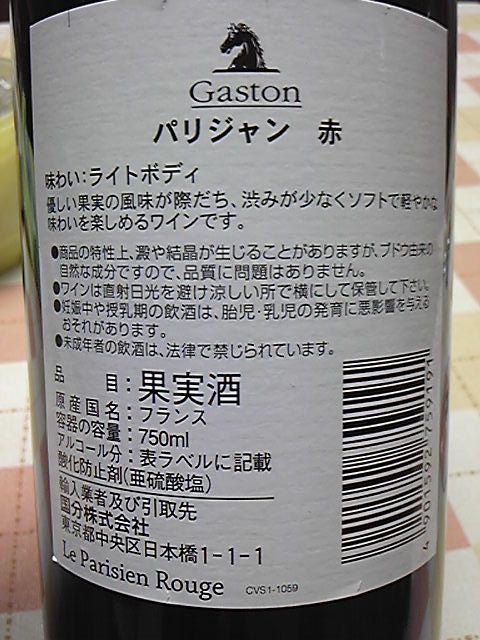 Gaston
パリジャン 赤
味わい：ライトボディ
優しい果実の風味が際だち、渋みが少なくソフトで軽やかな
味わいを楽しめるワインです。
●商品の特性上、澱や結晶が生じることがありますが、ブドウ由来の
自然な成分ですので、品質に問題はありません。
●ワインは直射日光を避け涼しい所で横にして保管して下さい。
●妊娠中や授乳期の飲酒は、胎児・乳児の発育に悪影響を与える
おそれがあります。
●未成年者の飲酒は、法律で禁じられています。
品 目：果実酒
原産国名：フランス
容器の容量：750ml
アルコール分：表ラベルに記載
酸化防止剤(亜硫酸塩)
輸入業者及び引取先
国分株式会社
東京都中央区日本橋1-1-1
Le Parisien Rouge
CVS1-1059
4901592759191